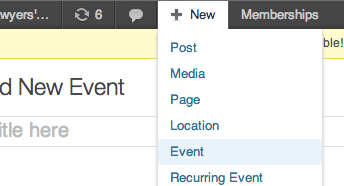 wyers'... 6 New Memberships
ble!
Post
Media
d New Event
Page
Location
itle here
Event
Recurring Event